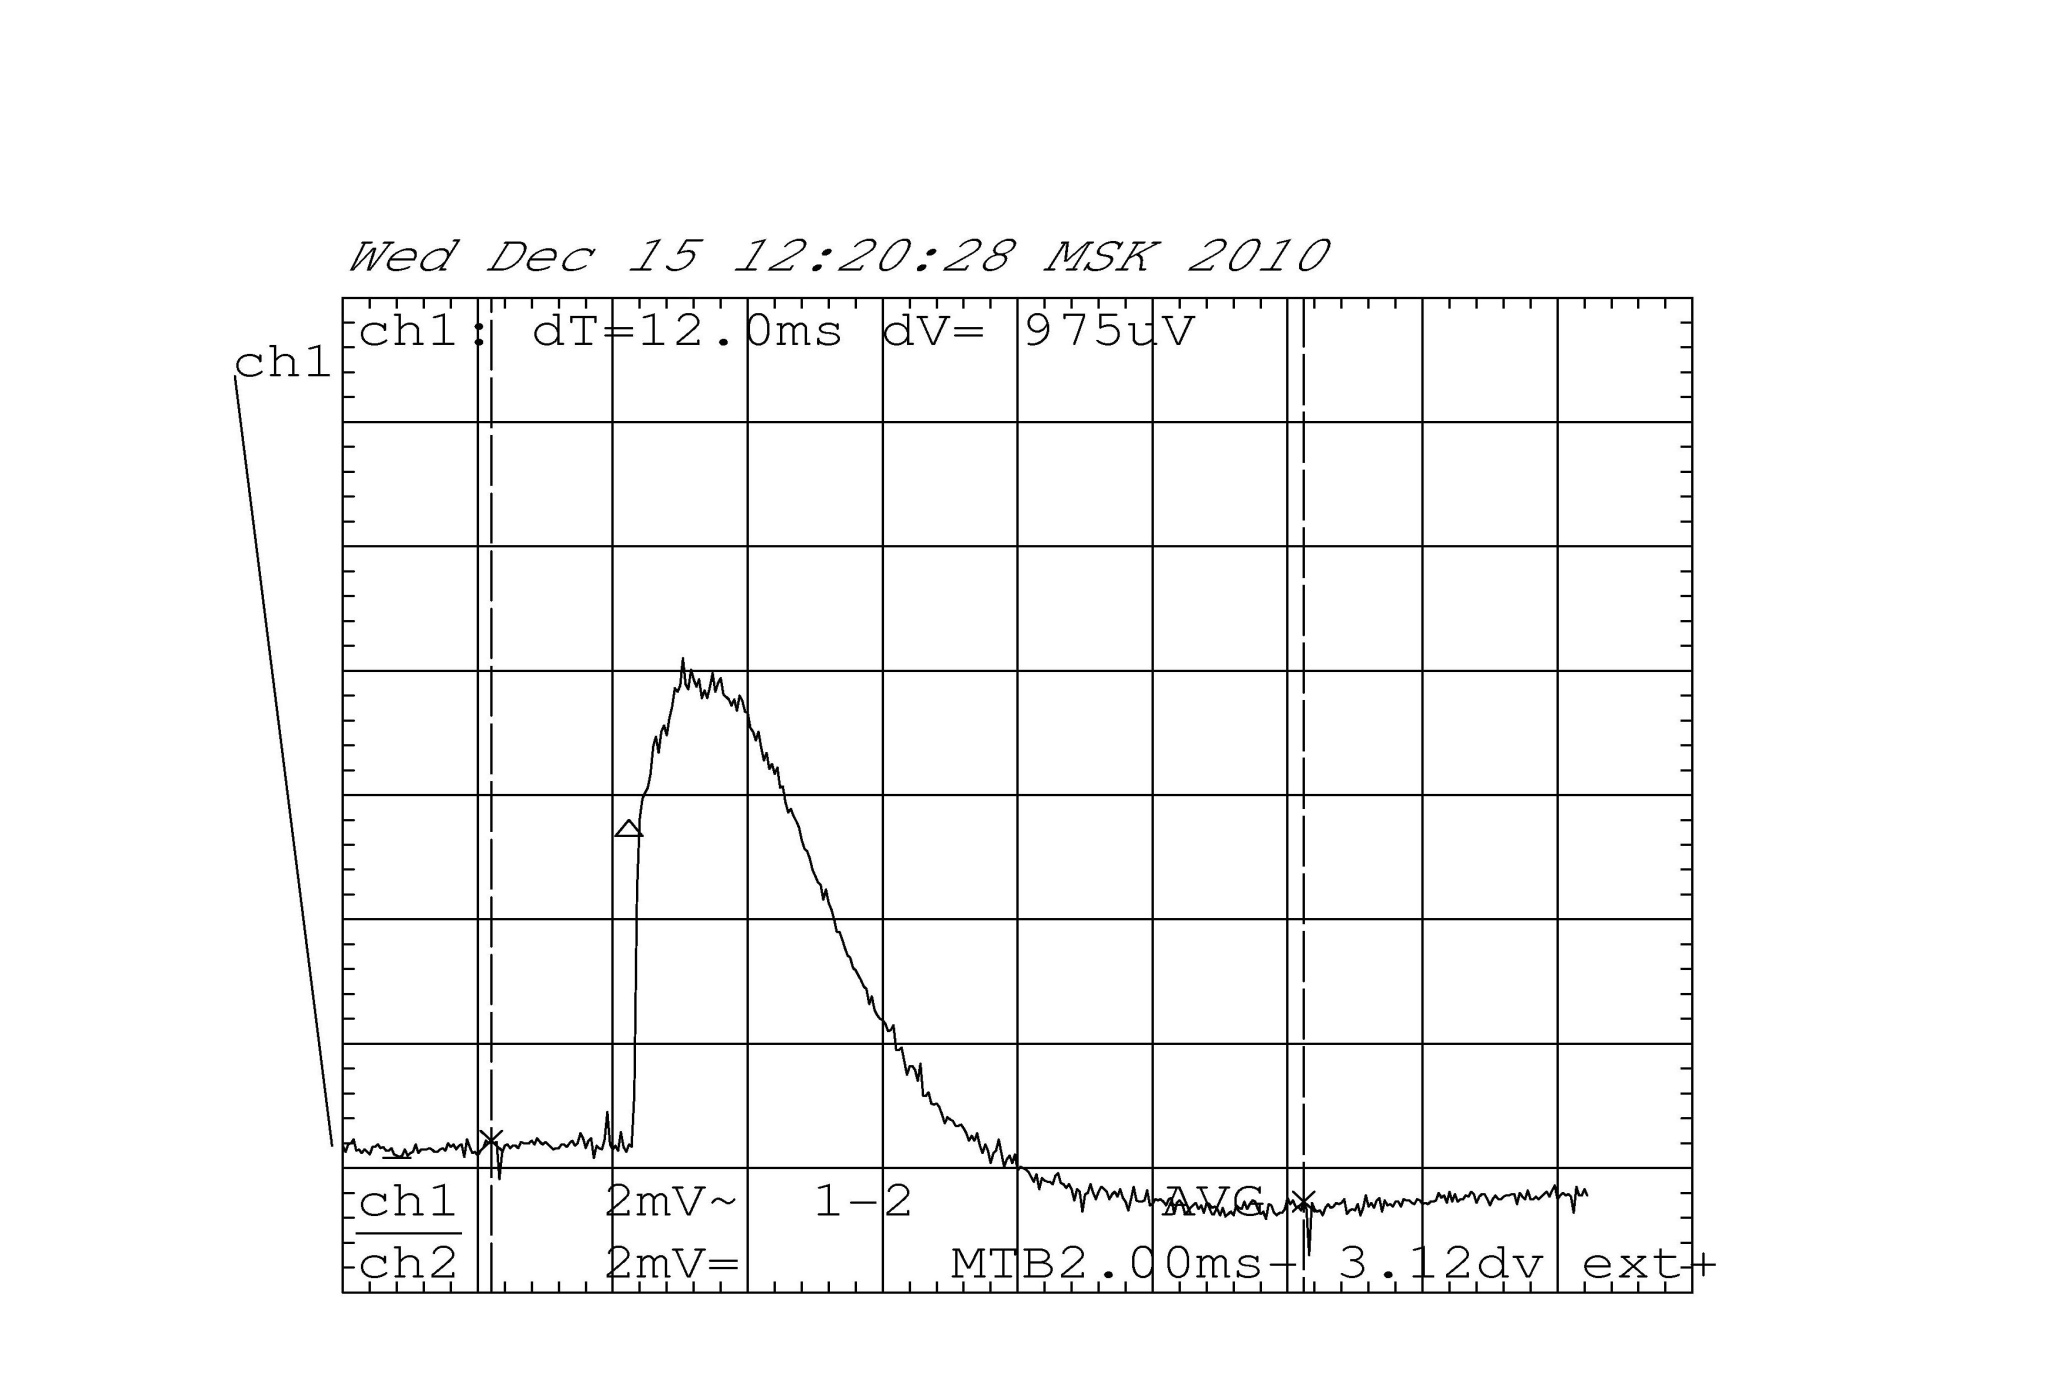 Wed Dec 15 12:20:28 MSK 2010
ch1: dT=12.0ms dV= 975uV
ch1
ch1 2mV~ 1-2 AVG
ch2 2mV= MTB2.00ms- 3.12dv ext+